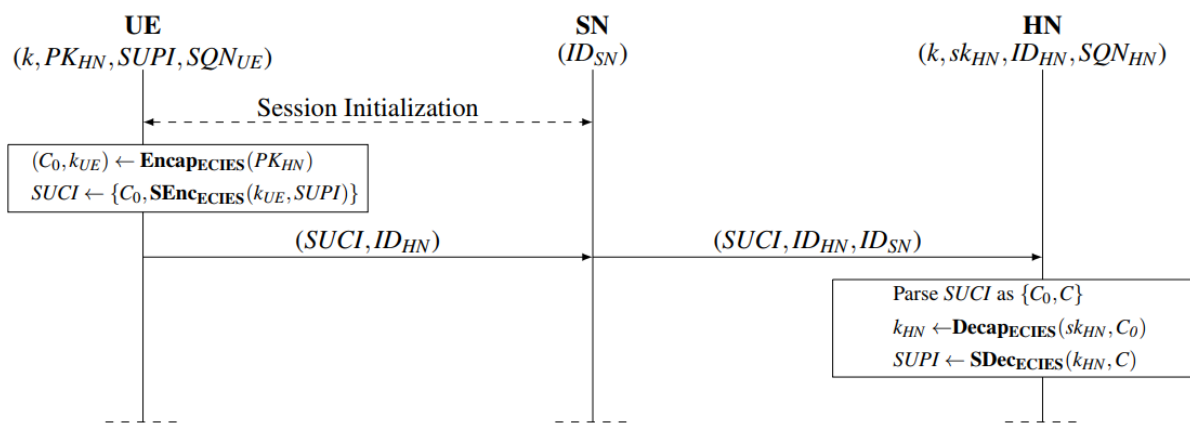 UE SN HN
(k, PK_HN, SUPI, SQN_UE) (ID_SN) (k, sk_HN, ID_HN, SQN_HN)
Session Initialization
(C_0, k_UE) ← Encap_ECIES(PK_HN)
SUCI ← {C_0, SEnc_ECIES(k_UE, SUPI)}
(SUCI, ID_HN) (SUCI, ID_HN, ID_SN)
Parse SUCI as {C_0, C}
k_HN ← Decap_ECIES(sk_HN, C_0)
SUPI ← SDec_ECIES(k_HN, C)